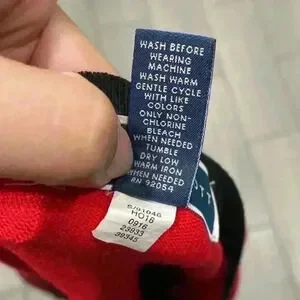 WASH BEFORE
WEARING
MACHINE
WASH WARM
GENTLE CYCLE
WITH LIKE
COLORS
ONLY NON-
CHLORINE
BLEACH
WHEN NEEDED
TUMBLE
DRY LOW
WARM IRON
WHEN NEEDED
RN 92054
HO16
0916
39345